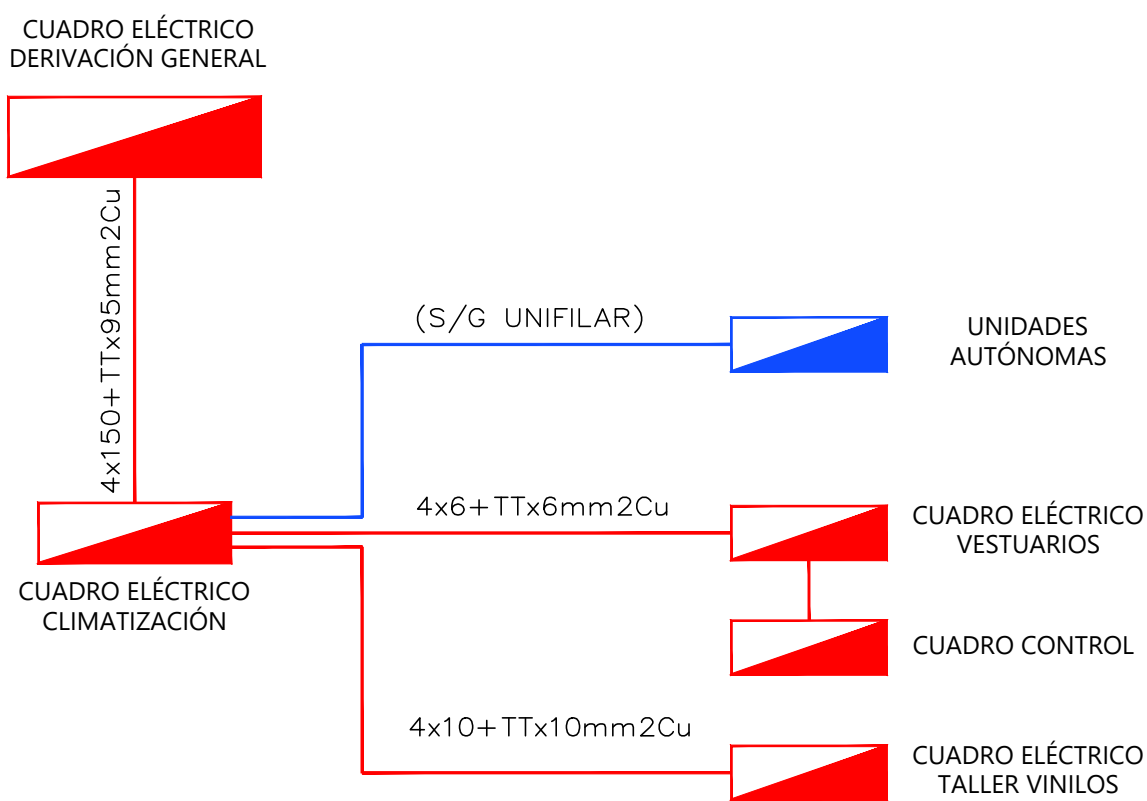 CUADRO ELÉCTRICO
DERIVACIÓN GENERAL
4x150+TTx95mm2Cu
(S/G UNIFILAR)
UNIDADES
AUTÓNOMAS
4x6+TTx6mm2Cu
CUADRO ELÉCTRICO
VESTUARIOS
CUADRO ELÉCTRICO
CLIMATIZACIÓN
CUADRO CONTROL
4x10+TTx10mm2Cu
CUADRO ELÉCTRICO
TALLER VINILOS